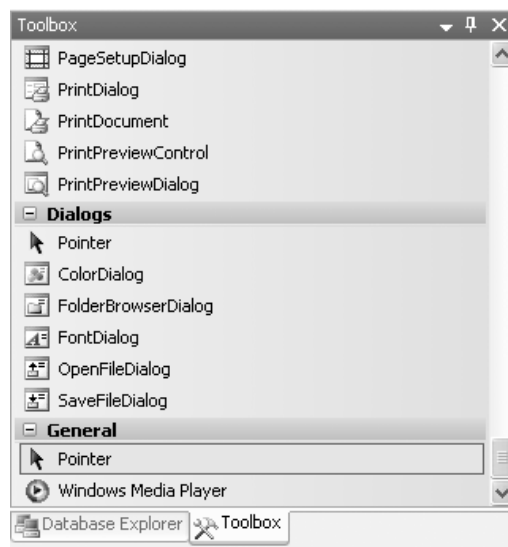 Toolbox
PageSetupDialog
PrintDialog
PrintDocument
PrintPreviewControl
PrintPreviewDialog
Dialogs
Pointer
ColorDialog
FolderBrowserDialog
FontDialog
OpenFileDialog
SaveFileDialog
General
Pointer
Windows Media Player
Database Explorer Toolbox